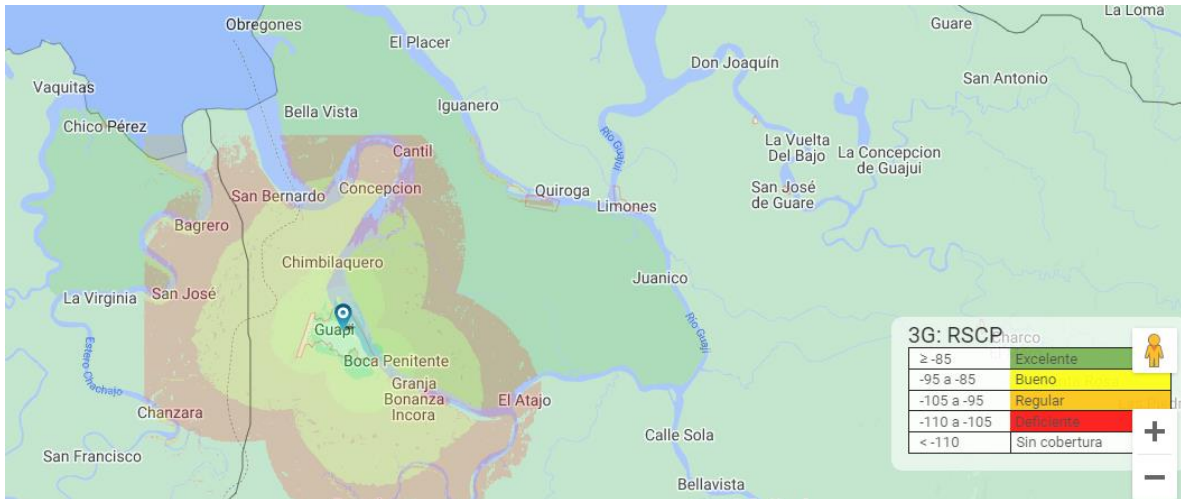 La Loma
Guare
Obregones
El Placer
Don Joaquín
San Antonio
Vaquitas
Iguanero
Bella Vista
Chico Pérez
Río Guajuí
La Vuelta
Del Bajo
La Concepcion
de Guajui
Cantil
Concepcion
San Bernardo
Quiroga
San José
de Guare
Limones
Bagrero
Chimbilaquero
Juanico
La Virginia
San José
Guapi
Río Guají
Estero Chachajo
Boca Penitente
Granja
Bonanza
Incora
El Atajo
Chanzara
Calle Sola
San Francisco
Bellavista
3G: RSCP
≥ -85 Excelente
-95 a -85 Bueno
-105 a -95 Regular
-110 a -105 Deficiente
< -110 Sin cobertura
+
−